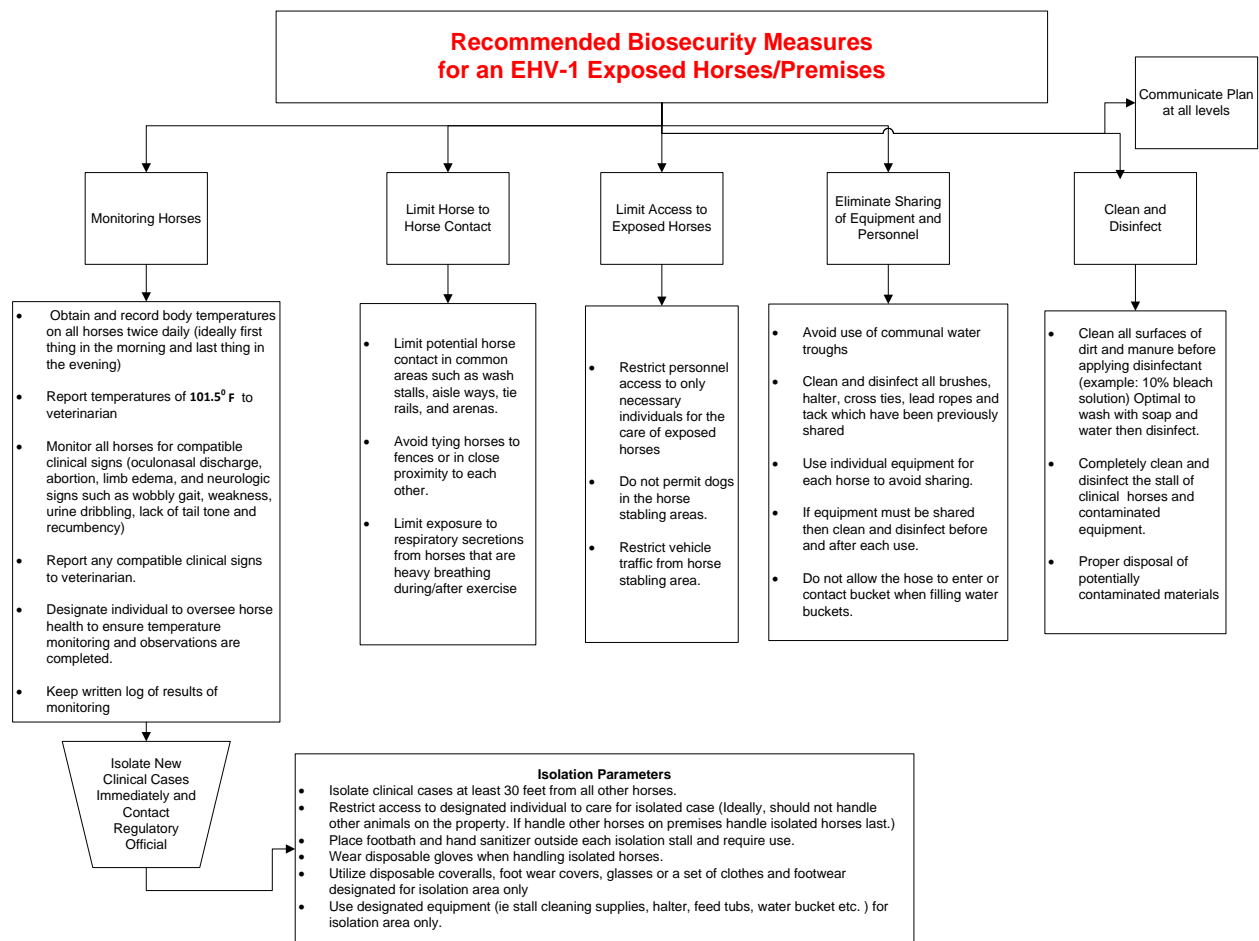 Recommended Biosecurity Measures
for an EHV-1 Exposed Horses/Premises
Communicate Plan
at all levels
Monitoring Horses
Limit Horse to
Horse Contact
Limit Access to
Exposed Horses
Eliminate Sharing
of Equipment and
Personnel
Clean and
Disinfect
• Obtain and record body temperatures
on all horses twice daily (ideally first
thing in the morning and last thing in
the evening)
• Report temperatures of 101.5⁰ F to
veterinarian
• Monitor all horses for compatible
clinical signs (oculonasal discharge,
abortion, limb edema, and neurologic
signs such as wobbly gait, weakness,
urine dribbling, lack of tail tone and
recumbency)
• Report any compatible clinical signs
to veterinarian.
• Designate individual to oversee horse
health to ensure temperature
monitoring and observations are
completed.
• Keep written log of results of
monitoring
• Limit potential horse
contact in common
areas such as wash
stalls, aisle ways, tie
rails, and arenas.
• Avoid tying horses to
fences or in close
proximity to each
other.
• Limit exposure to
respiratory secretions
from horses that are
heavy breathing
during/after exercise
• Restrict personnel
access to only
necessary
individuals for the
care of exposed
horses
• Do not permit dogs
in the horse
stabling areas.
• Restrict vehicle
traffic from horse
stabling area.
• Avoid use of communal water
troughs
• Clean and disinfect all brushes,
halter, cross ties, lead ropes and
tack which have been previously
shared
• Use individual equipment for
each horse to avoid sharing.
• If equipment must be shared
then clean and disinfect before
and after each use.
• Do not allow the hose to enter or
contact bucket when filling water
buckets.
• Clean all surfaces of
dirt and manure before
applying disinfectant
(example: 10% bleach
solution) Optimal to
wash with soap and
water then disinfect.
• Completely clean and
disinfect the stall of
clinical horses and
contaminated
equipment.
• Proper disposal of
potentially
contaminated materials
Isolate New
Clinical Cases
Immediately and
Contact
Regulatory
Official
Isolation Parameters
• Isolate clinical cases at least 30 feet from all other horses.
• Restrict access to designated individual to care for isolated case (Ideally, should not handle
other animals on the property. If handle other horses on premises handle isolated horses last.)
• Place footbath and hand sanitizer outside each isolation stall and require use.
• Wear disposable gloves when handling isolated horses.
• Utilize disposable coveralls, foot wear covers, glasses or a set of clothes and footwear
designated for isolation area only
• Use designated equipment (ie stall cleaning supplies, halter, feed tubs, water bucket etc. ) for
isolation area only.